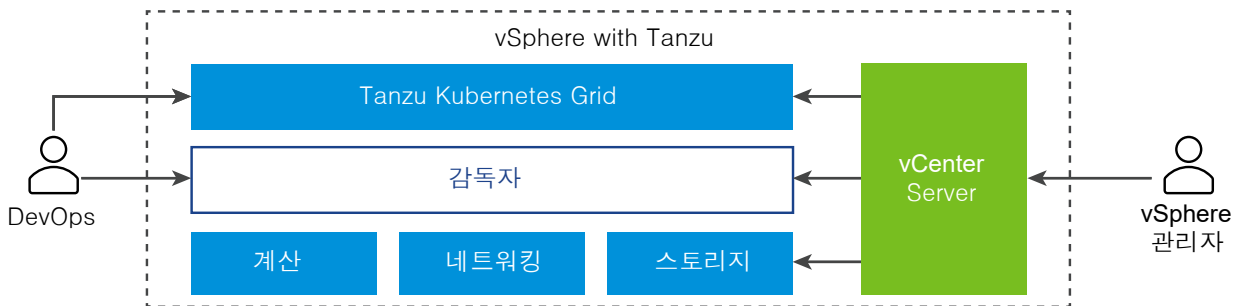 vSphere with Tanzu
Tanzu Kubernetes Grid
감독자
계산
네트워킹
스토리지
vCenter
Server
DevOps
vSphere
관리자